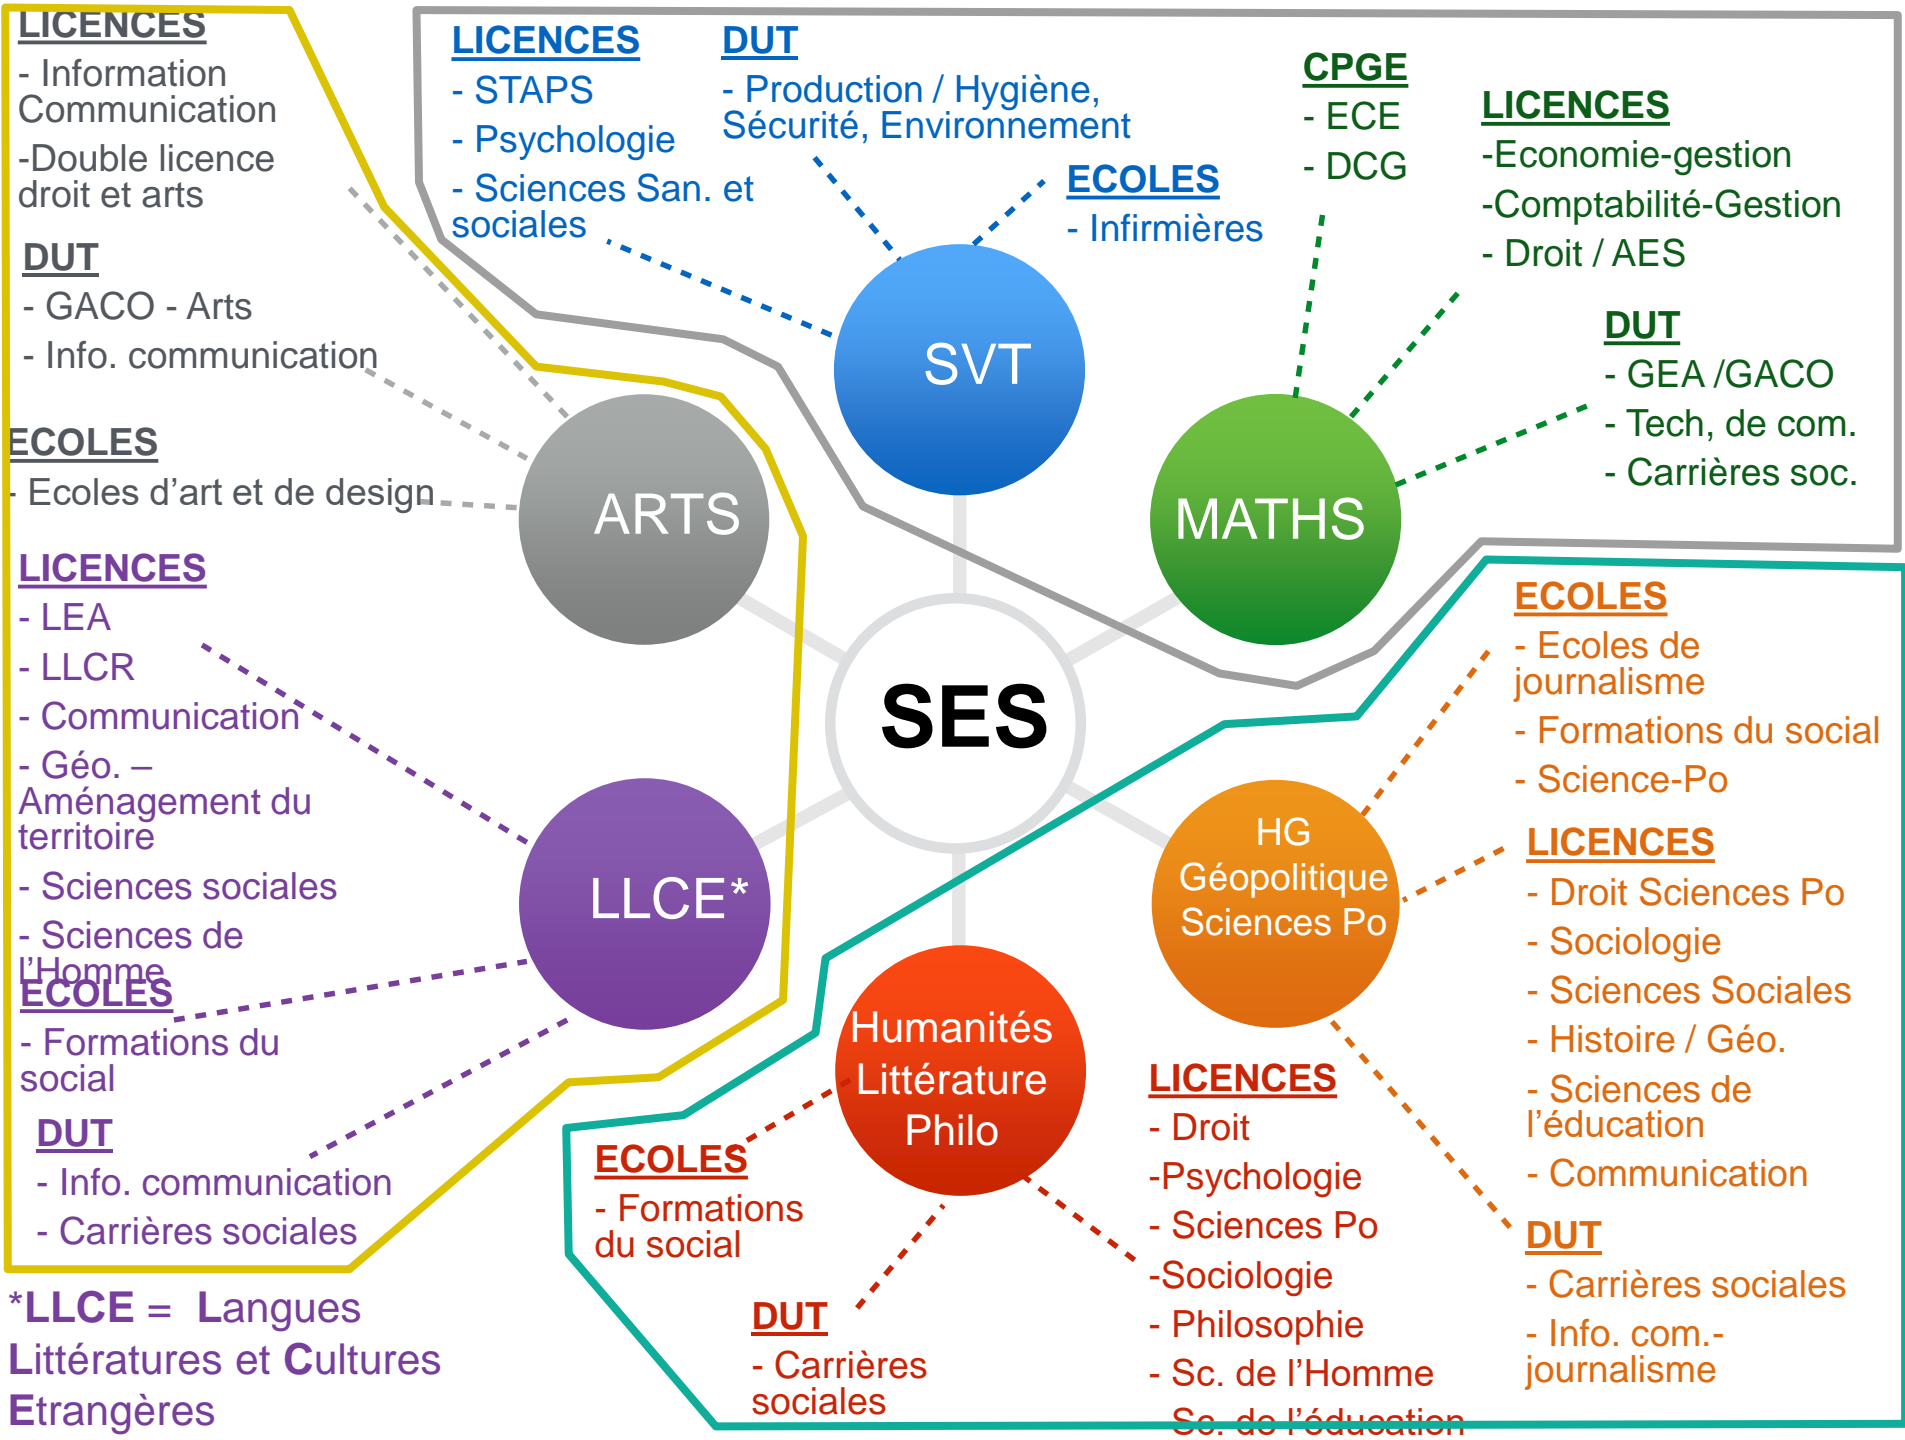 LICENCES
- Information
Communication
-Double licence
droit et arts
DUT
- GACO - Arts
- Info. communication
ECOLES
- Ecoles d’art et de design
LICENCES
- LEA
- LLCR
- Communication
- Géo. –
Aménagement du
territoire
- Sciences sociales
- Sciences de
l’Homme
ECOLES
- Formations du
social
DUT
- Info. communication
- Carrières sociales
*LLCE = Langues
Littératures et Cultures
Etrangères
LICENCES
- STAPS
- Psychologie
- Sciences San. et
sociales
DUT
- Production / Hygiène,
Sécurité, Environnement
ECOLES
- Infirmières
CPGE
- ECE
- DCG
LICENCES
-Economie-gestion
-Comptabilité-Gestion
- Droit / AES
DUT
- GEA /GACO
- Tech, de com.
- Carrières soc.
SVT
ARTS
MATHS
SES
LLCE*
HG
Géopolitique
Sciences Po
Humanités
Littérature
Philo
ECOLES
- Ecoles de
journalisme
- Formations du social
- Science-Po
LICENCES
- Droit Sciences Po
- Sociologie
- Sciences Sociales
- Histoire / Géo.
- Sciences de
l’éducation
- Communication
DUT
- Carrières sociales
- Info. com.-
journalisme
ECOLES
- Formations
du social
DUT
- Carrières
sociales
LICENCES
- Droit
-Psychologie
- Sciences Po
-Sociologie
- Philosophie
- Sc. de l’Homme
- Sc. de l’éducation